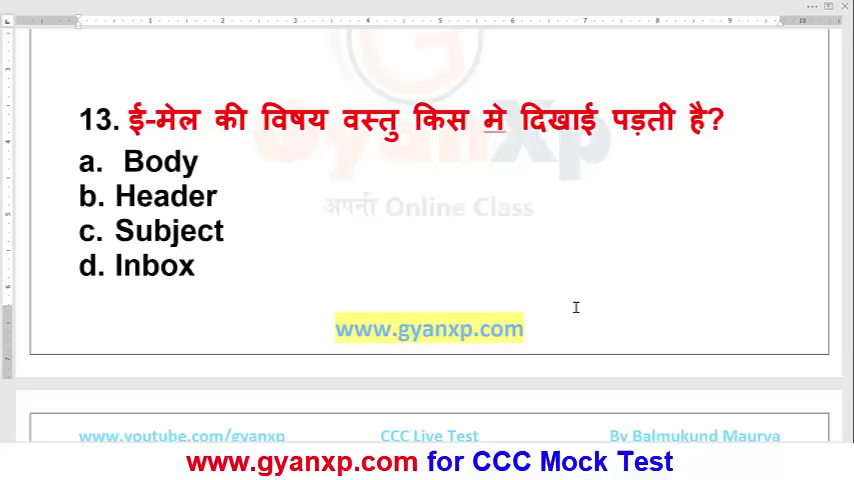 13. ई-मेल की विषय वस्तु किस मे दिखाई पड़ती है?
a. Body
b. Header
c. Subject
d. Inbox
GyanXp
अपनी Online Class
www.gyanxp.com
www.youtube.com/gyanxp CCC Live Test By Balmukund Maurya
www.gyanxp.com for CCC Mock Test